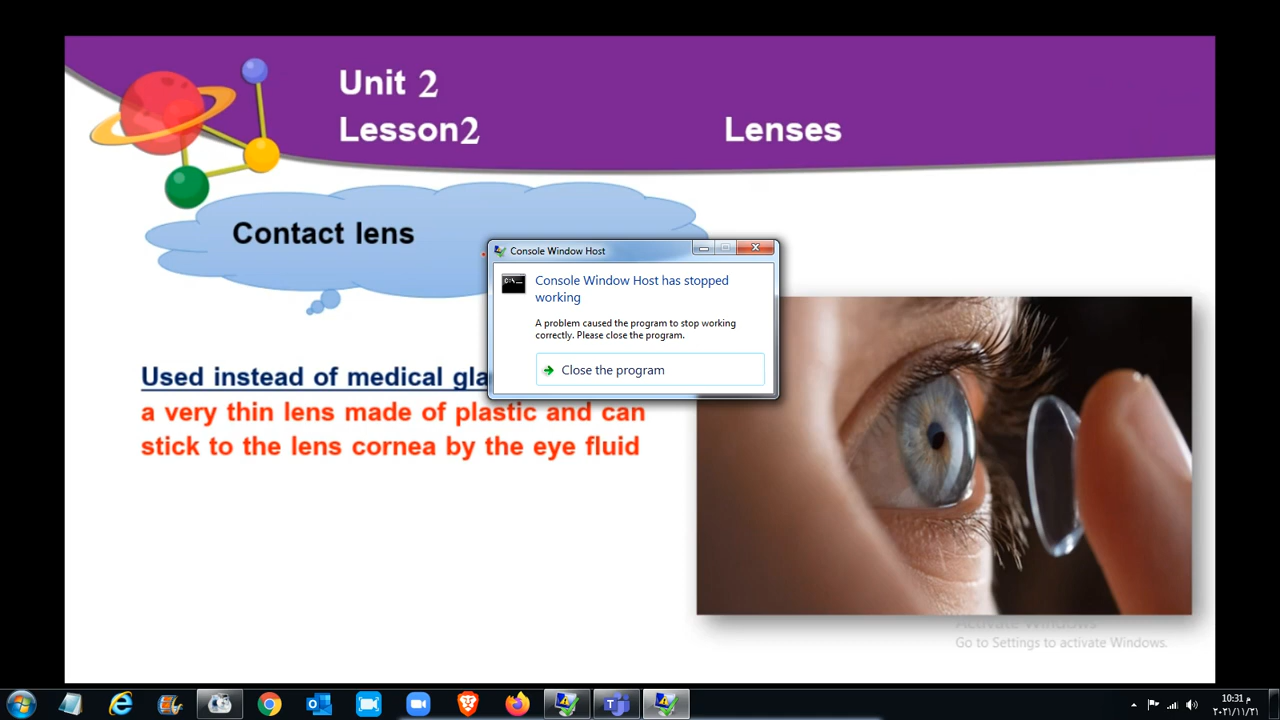 Unit 2
Lesson2
Lenses
Contact lens
Console Window Host
Console Window Host has stopped
working
A problem caused the program to stop working
correctly. Please close the program.
Close the program
Used instead of medical gla
a very thin lens made of plastic and can
stick to the lens cornea by the eye fluid
Activate Windows
Go to Settings to activate Windows.
10:31 م
٢٠٢١/١١/٢١